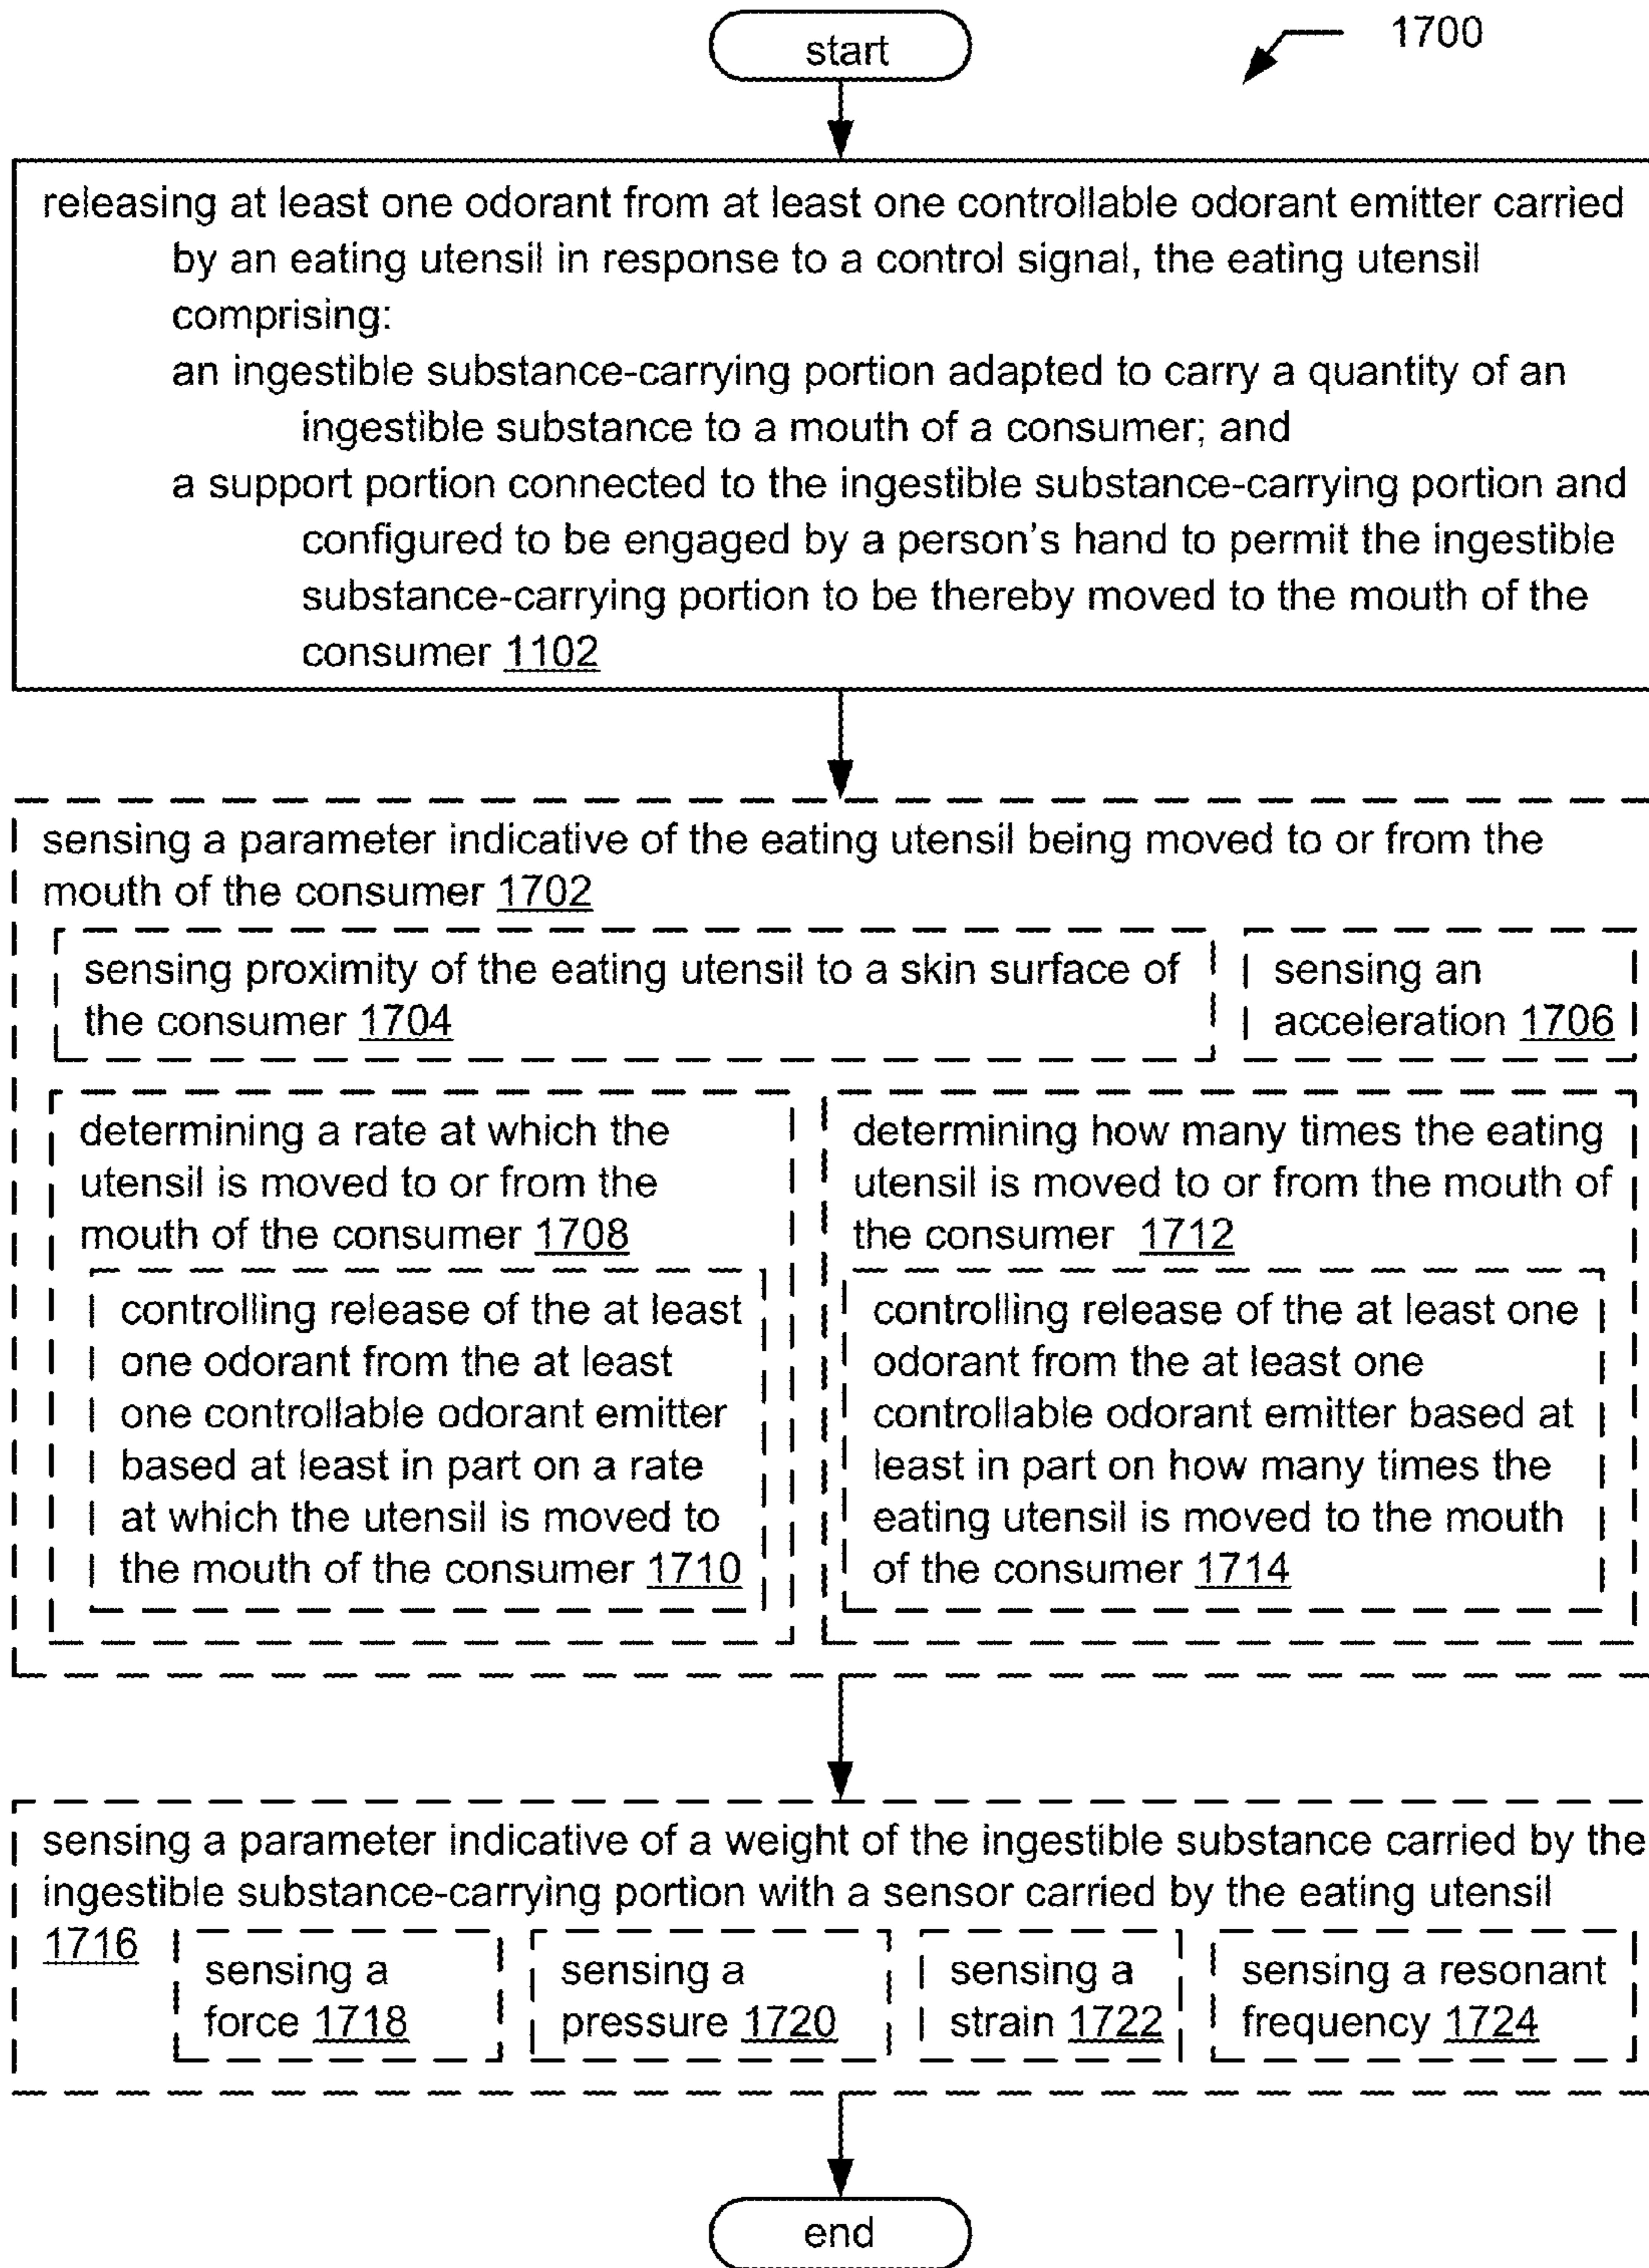 start
1700
releasing at least one odorant from at least one controllable odorant emitter carried
by an eating utensil in response to a control signal, the eating utensil
comprising:
an ingestible substance-carrying portion adapted to carry a quantity of an
ingestible substance to a mouth of a consumer; and
a support portion connected to the ingestible substance-carrying portion and
configured to be engaged by a person's hand to permit the ingestible
substance-carrying portion to be thereby moved to the mouth of the
consumer 1102
sensing a parameter indicative of the eating utensil being moved to or from the
mouth of the consumer 1702
sensing proximity of the eating utensil to a skin surface of
the consumer 1704
sensing an
acceleration 1706
determining a rate at which the
utensil is moved to or from the
mouth of the consumer 1708
controlling release of the at least
one odorant from the at least
one controllable odorant emitter
based at least in part on a rate
at which the utensil is moved to
the mouth of the consumer 1710
determining how many times the eating
utensil is moved to or from the mouth of
the consumer 1712
controlling release of the at least one
odorant from the at least one
controllable odorant emitter based at
least in part on how many times the
eating utensil is moved to the mouth
of the consumer 1714
sensing a parameter indicative of a weight of the ingestible substance carried by the
ingestible substance-carrying portion with a sensor carried by the eating utensil
1716
sensing a
force 1718
sensing a
pressure 1720
sensing a
strain 1722
sensing a resonant
frequency 1724
end